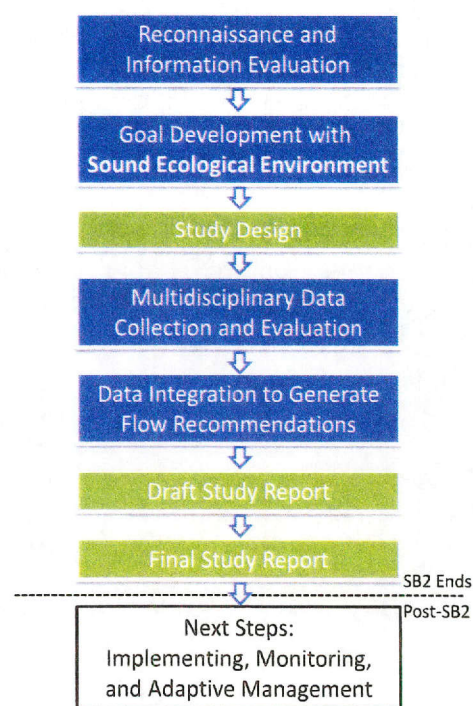 Reconnaissance and
Information Evaluation
Goal Development with
Sound Ecological Environment
Study Design
Multidisciplinary Data
Collection and Evaluation
Data Integration to Generate
Flow Recommendations
Draft Study Report
Final Study Report
SB2 Ends
Post-SB2
Next Steps:
Implementing, Monitoring,
and Adaptive Management